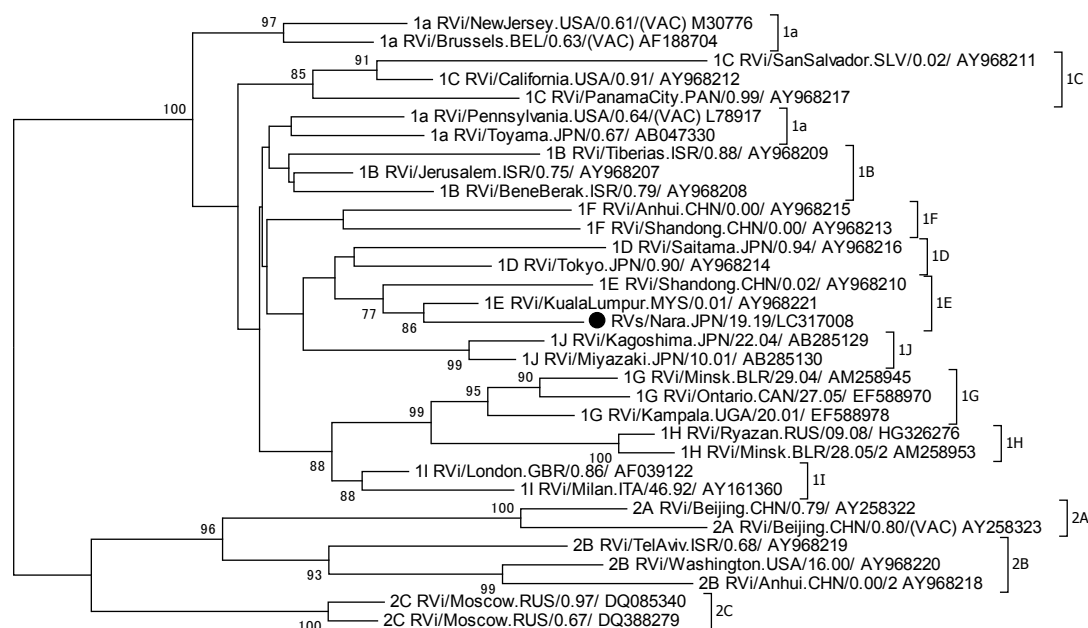 97
1a RVi/NewJersey.USA/0.61/(VAC) M30776
1a RVi/Brussels.BEL/0.63/(VAC) AF188704
1a
91
1C RVi/SanSalvador.SLV/0.02/ AY968211
85
1C RVi/California.USA/0.91/ AY968212
1C
1C RVi/PanamaCity.PAN/0.99/ AY968217
100
1a RVi/Pennsylvania.USA/0.64/(VAC) L78917
1a RVi/Toyama.JPN/0.67/ AB047330
1a
1B RVi/Tiberias.ISR/0.88/ AY968209
1B RVi/Jerusalem.ISR/0.75/ AY968207
1B
1B RVi/BeneBerak.ISR/0.79/ AY968208
1F RVi/Anhui.CHN/0.00/ AY968215
1F RVi/Shandong.CHN/0.00/ AY968213
1F
1D RVi/Saitama.JPN/0.94/ AY968216
1D RVi/Tokyo.JPN/0.90/ AY968214
1D
1E RVi/Shandong.CHN/0.02/ AY968210
77
1E RVi/KualaLumpur.MYS/0.01/ AY968221
1E
86
RVs/Nara.JPN/19.19/LC317008
1J RVi/Kagoshima.JPN/22.04/ AB285129
99
1J RVi/Miyazaki.JPN/10.01/ AB285130
1J
90
1G RVi/Minsk.BLR/29.04/ AM258945
95
1G RVi/Ontario.CAN/27.05/ EF588970
1G
99
1G RVi/Kampala.UGA/20.01/ EF588978
1H RVi/Ryazan.RUS/09.08/ HG326276
100
1H RVi/Minsk.BLR/28.05/2 AM258953
1H
88
1I RVi/London.GBR/0.86/ AF039122
88
1I RVi/Milan.ITA/46.92/ AY161360
1I
100
2A RVi/Beijing.CHN/0.79/ AY258322
2A RVi/Beijing.CHN/0.80/(VAC) AY258323
2A
96
2B RVi/TelAviv.ISR/0.68/ AY968219
93
2B RVi/Washington.USA/16.00/ AY968220
2B
99
2B RVi/Anhui.CHN/0.00/2 AY968218
2C RVi/Moscow.RUS/0.97/ DQ085340
100
2C RVi/Moscow.RUS/0.67/ DQ388279
2C